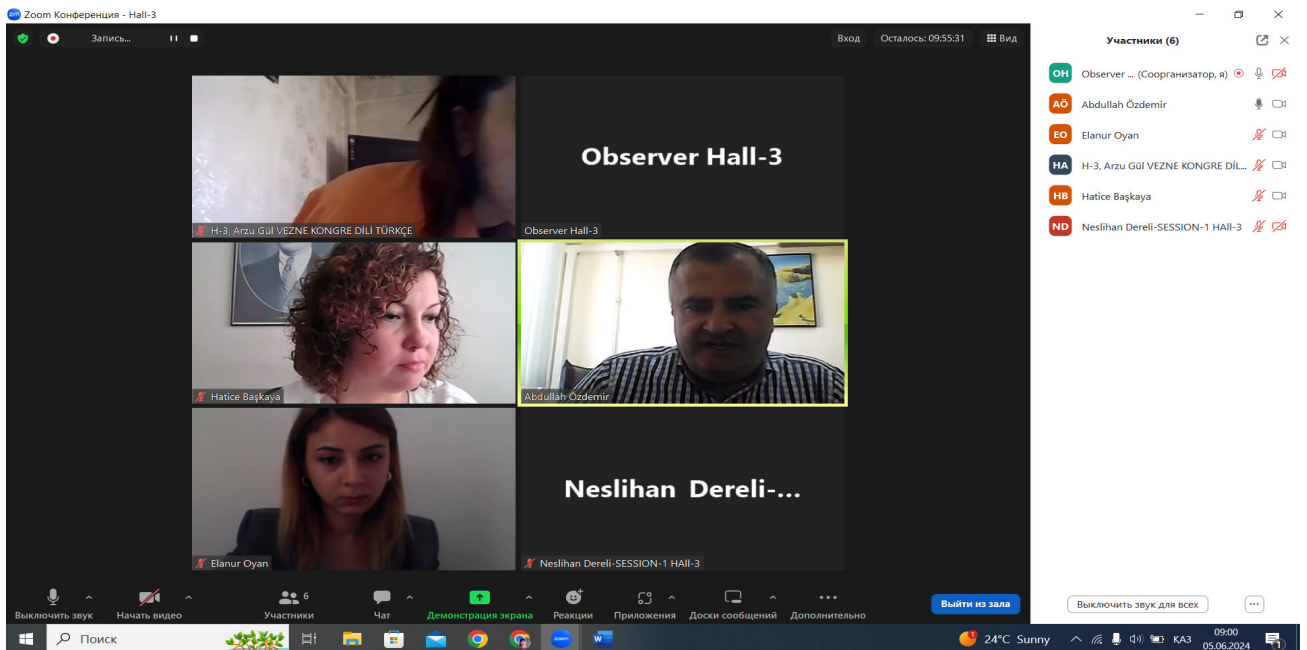 Zoom Конференция - Hall-3
Запись...
Вход
Осталось: 09:55:31
Вид
H-3, Arzu Gül VEZNE KONGRE DİLİ TÜRKÇE
Observer Hall-3
Observer Hall-3
Hatice Başkaya
Abdullah Özdemir
Elanur Oyan
Neslihan Dereli-...
Neslihan Dereli-SESSION-1 HAll-3
Участники (6)
OH Observer ... (Соорганизатор, я)
AÖ Abdullah Özdemir
EO Elanur Oyan
HA H-3, Arzu Gül VEZNE KONGRE DİL...
HB Hatice Başkaya
ND Neslihan Dereli-SESSION-1 HAll-3
Выключить звук
Начать видео
6
Участники
Чат
Демонстрация экрана
Реакции
Приложения
Доски сообщений
Дополнительно
Выйти из зала
Выключить звук для всех
Поиск
zoom
24°C Sunny
ҚАЗ
09:00
05.06.2024